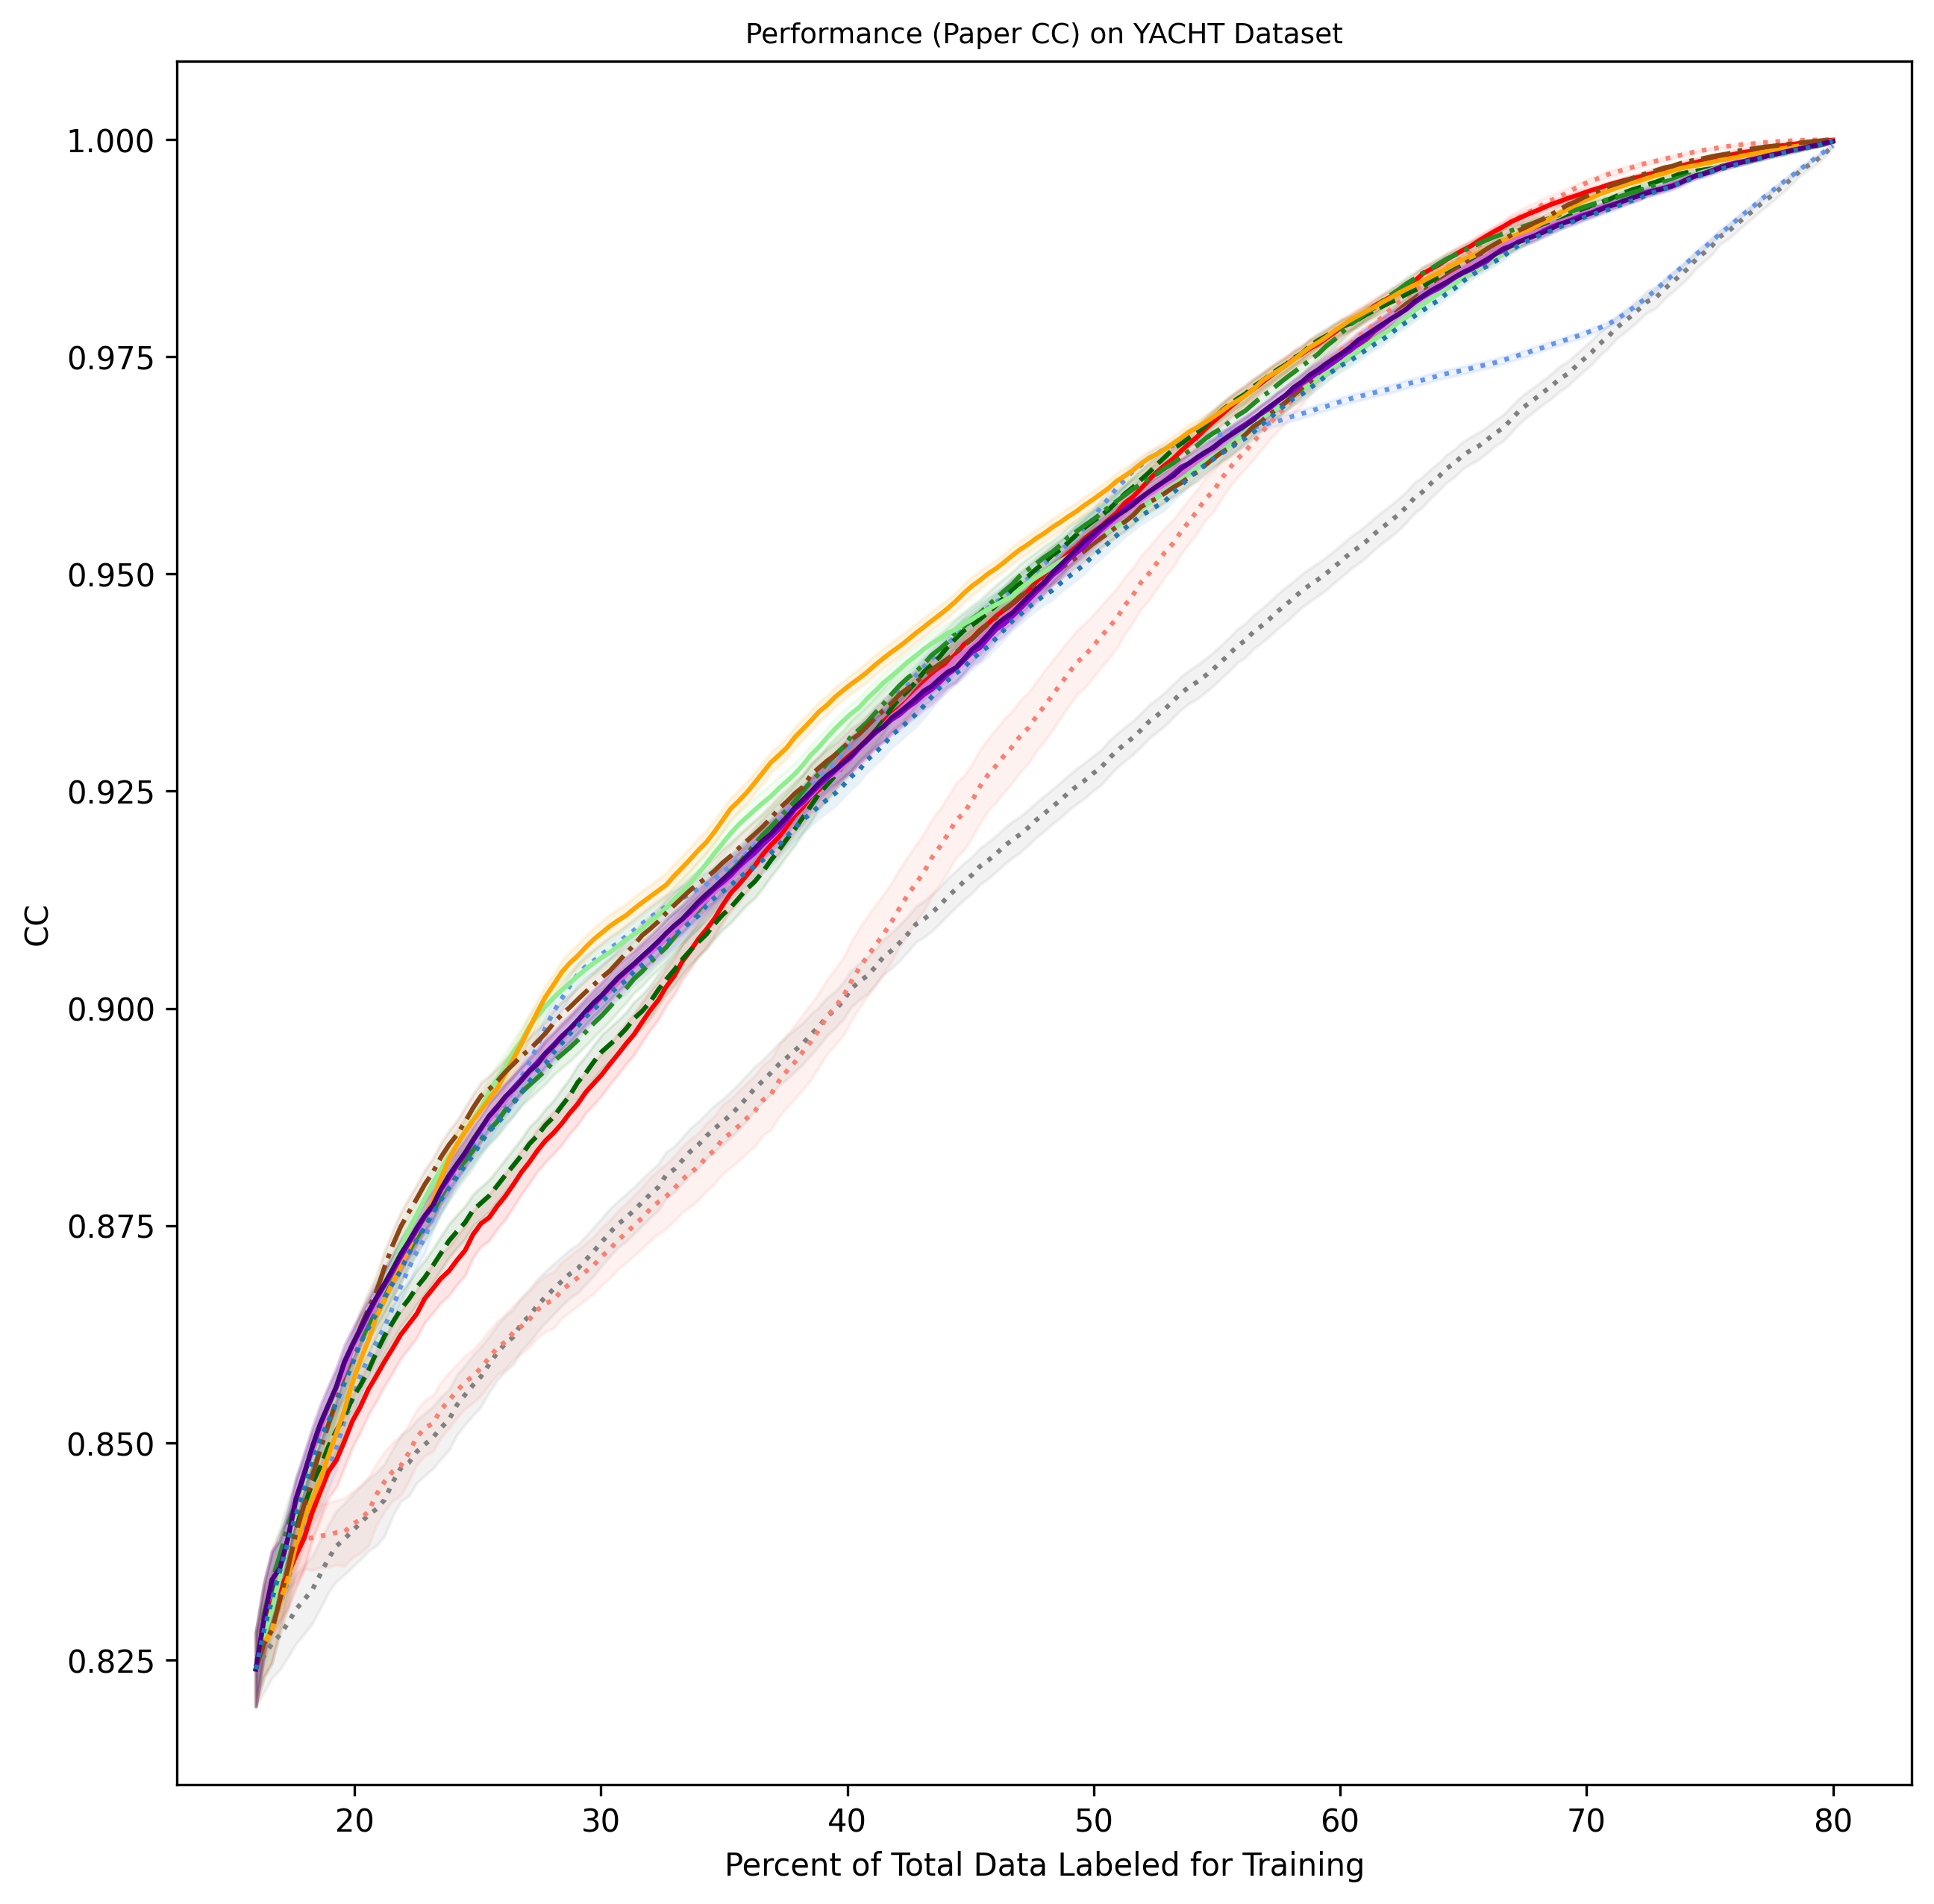 Performance (Paper CC) on YACHT Dataset
1.000
0.975
0.950
0.925
0.900
0.875
0.850
0.825
CC
20 30 40 50 60 70 80
Percent of Total Data Labeled for Training